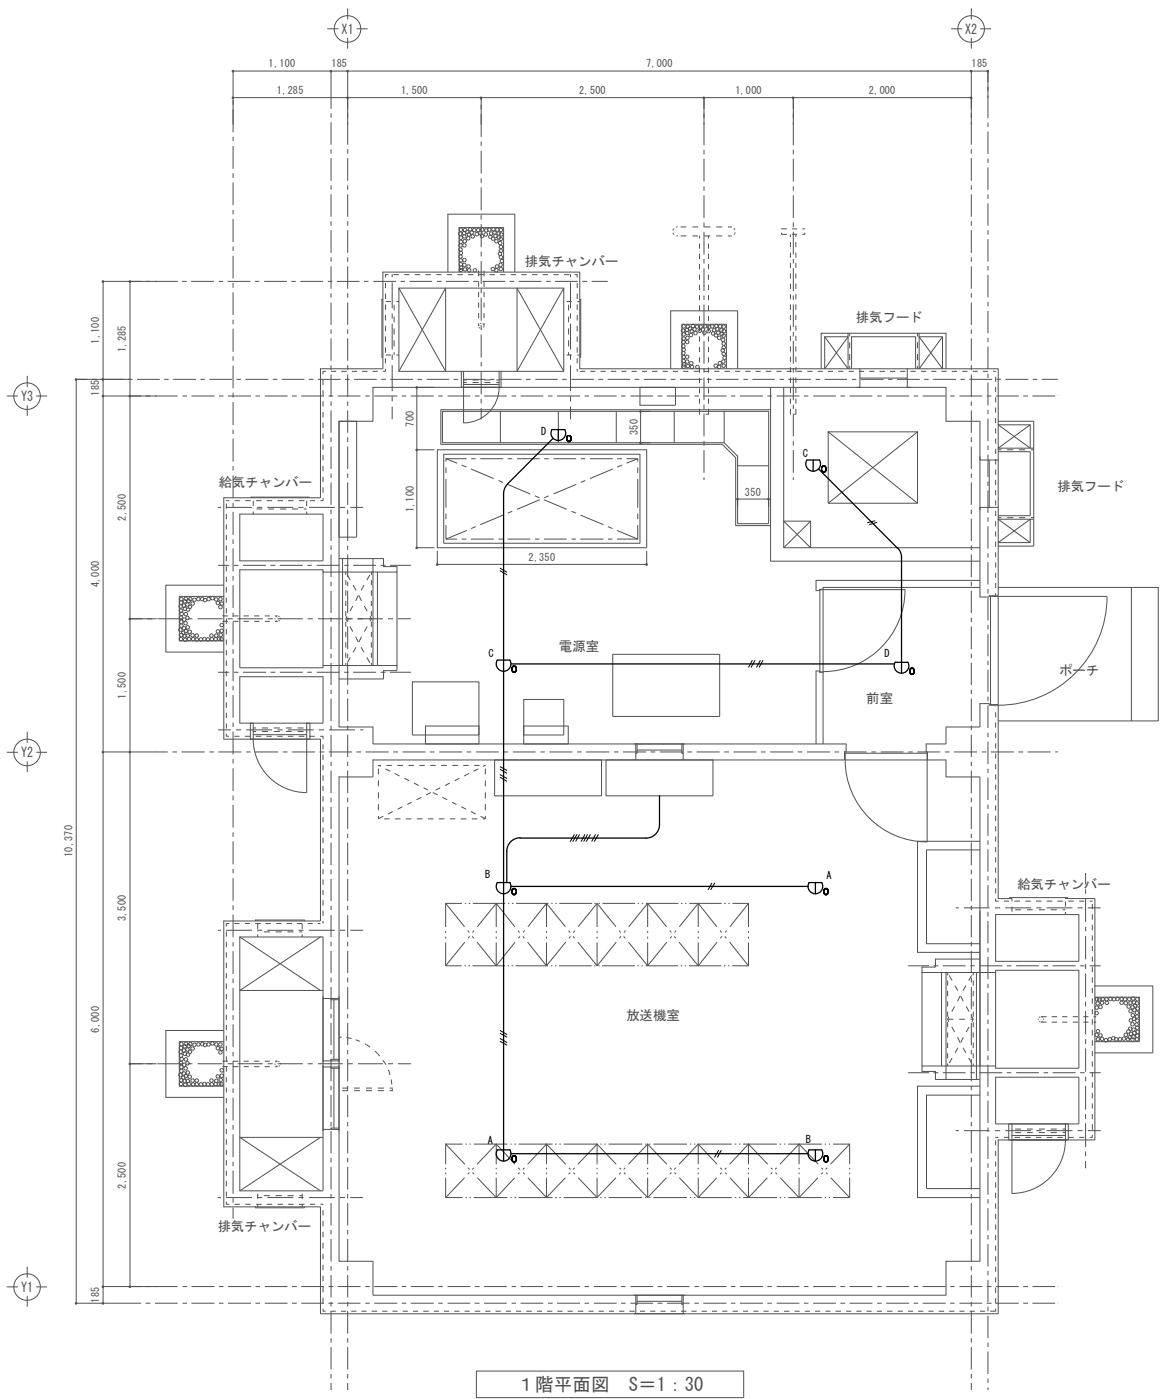 X1
X2
1,100
185
7,000
185
1,285
1,500
2,500
1,000
2,000
排気チャンバー
排気フード
1,100
1,285
185
Y3
700
350
D
C
給気チャンバー
排気フード
1,100
350
2,500
2,350
4,000
電源室
C
D
ポーチ
前室
1,500
Y2
10,370
B
A
給気チャンバー
3,500
放送機室
6,000
A
B
2,500
排気チャンバー
Y1
185
1階平面図 S=1:30